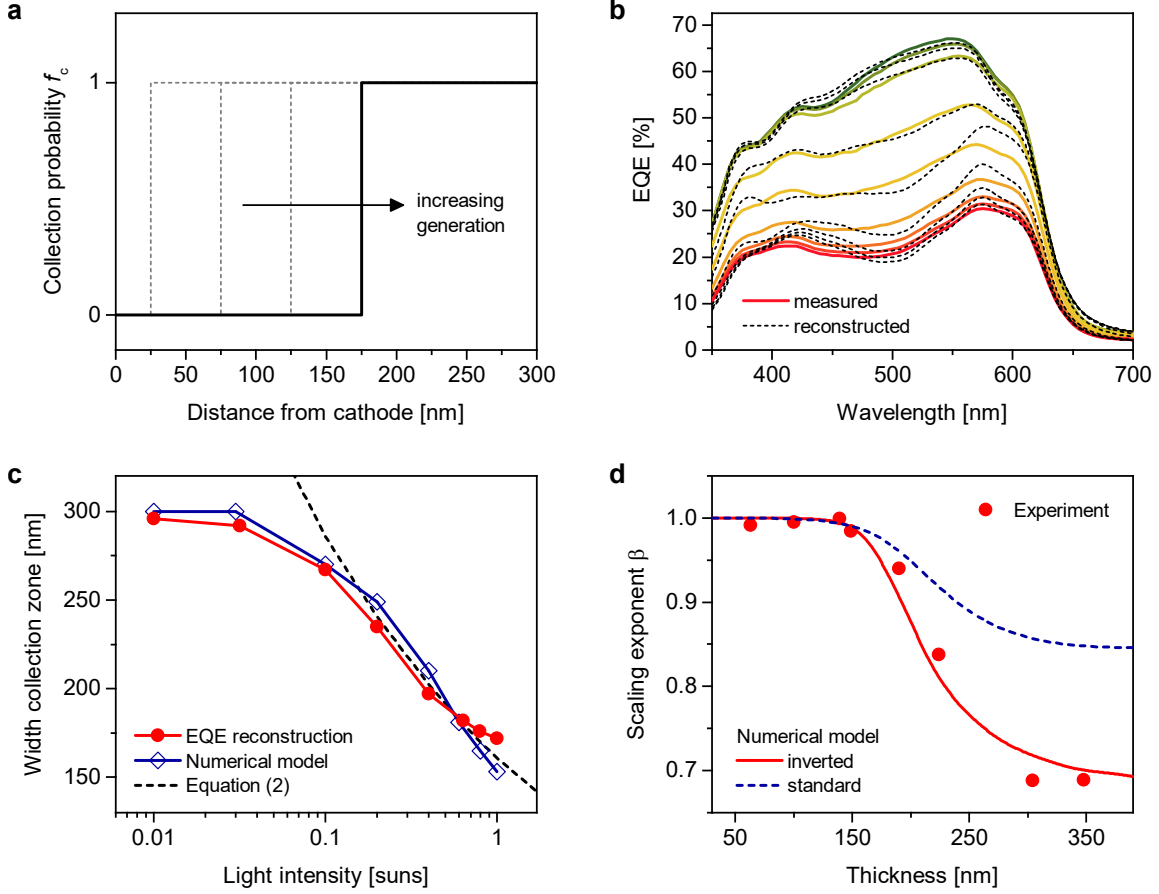 a
Collection probability fc
1
0
increasing
generation
0 50 100 150 200 250 300
Distance from cathode [nm]
b
EQE [%]
70
60
50
40
30
20
10
0
measured
reconstructed
400 500 600 700
Wavelength [nm]
c
Width collection zone [nm]
300
250
200
150
EQE reconstruction
Numerical model
Equation (2)
0.01 0.1 1
Light intensity [suns]
d
Scaling exponent β
1.0
0.9
0.8
0.7
Experiment
Numerical model
inverted
standard
50 150 250 350
Thickness [nm]